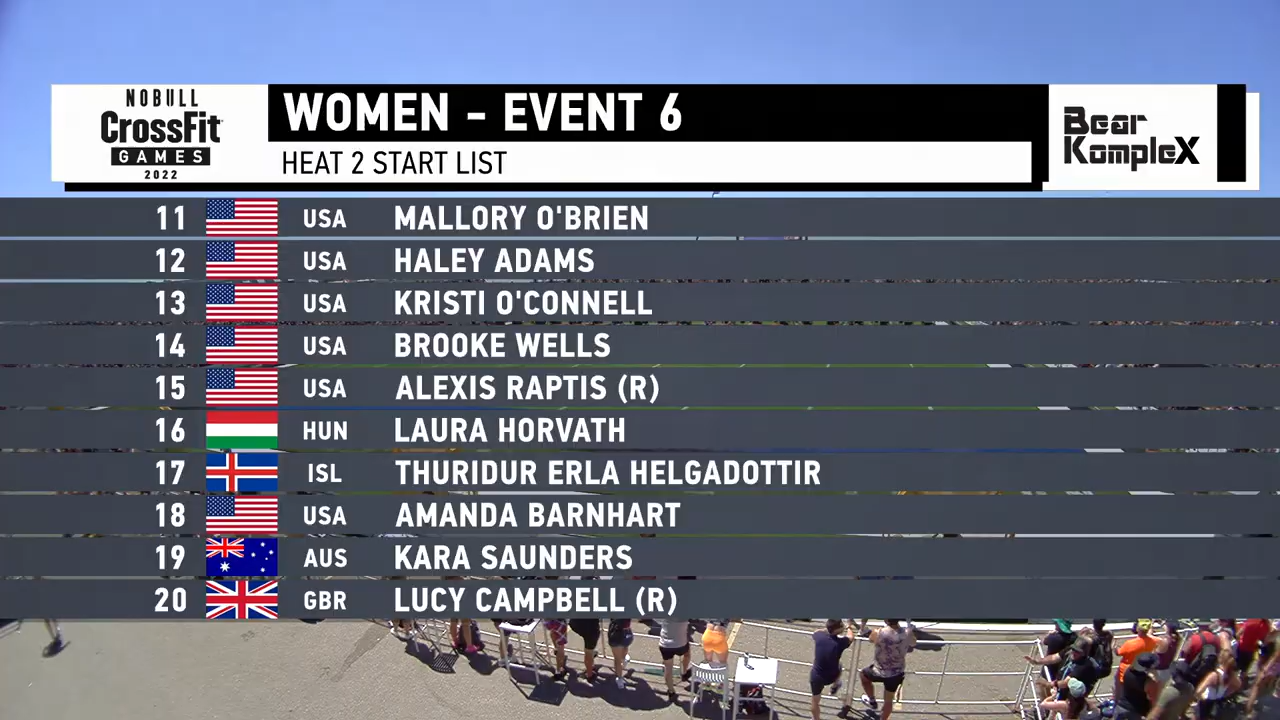 NOBULL
CrossFit
GAMES
2022
WOMEN - EVENT 6
HEAT 2 START LIST
Bear
KompleX
11 USA MALLORY O'BRIEN
12 USA HALEY ADAMS
13 USA KRISTI O'CONNELL
14 USA BROOKE WELLS
15 USA ALEXIS RAPTIS (R)
16 HUN LAURA HORVATH
17 ISL THURIDUR ERLA HELGADOTTIR
18 USA AMANDA BARNHART
19 AUS KARA SAUNDERS
20 GBR LUCY CAMPBELL (R)